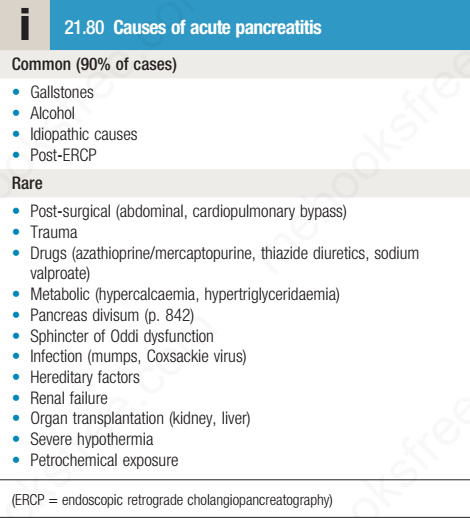 i 21.80 Causes of acute pancreatitis
Common (90% of cases)
• Gallstones
• Alcohol
• Idiopathic causes
• Post-ERCP
Rare
• Post-surgical (abdominal, cardiopulmonary bypass)
• Trauma
• Drugs (azathioprine/mercaptopurine, thiazide diuretics, sodium
valproate)
• Metabolic (hypercalcaemia, hypertriglyceridaemia)
• Pancreas divisum (p. 842)
• Sphincter of Oddi dysfunction
• Infection (mumps, Coxsackie virus)
• Hereditary factors
• Renal failure
• Organ transplantation (kidney, liver)
• Severe hypothermia
• Petrochemical exposure
(ERCP = endoscopic retrograde cholangiopancreatography)